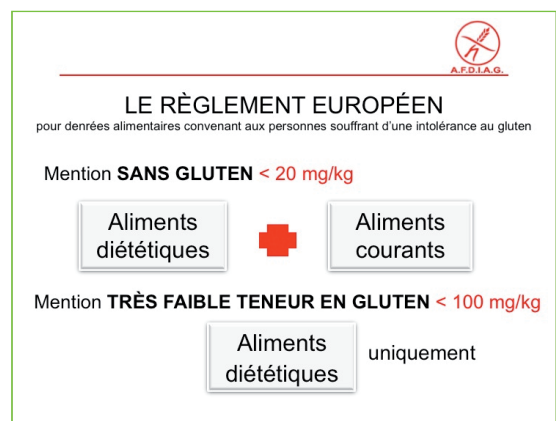 A.F.D.I.A.G.
LE RÈGLEMENT EUROPÉEN
pour denrées alimentaires convenant aux personnes souffrant d'une intolérance au gluten
Mention SANS GLUTEN < 20 mg/kg
Aliments
diététiques
Aliments
courants
Mention TRÈS FAIBLE TENEUR EN GLUTEN < 100 mg/kg
Aliments
diététiques
uniquement